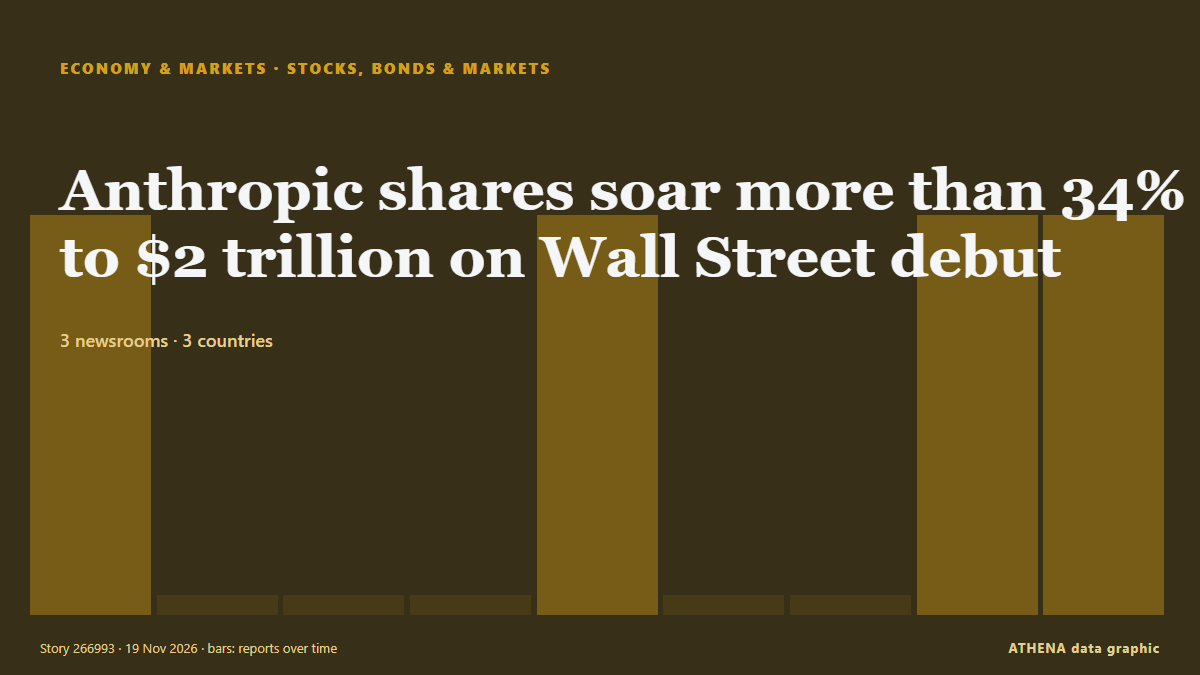 ECONOMY & MARKETS · STOCKS, BONDS & MARKETS
Anthropic shares soar more than 34%
to $2 trillion on Wall Street debut
3 newsrooms · 3 countries
Story 266993 · 19 Nov 2026 · bars: reports over time
ATHENA data graphic